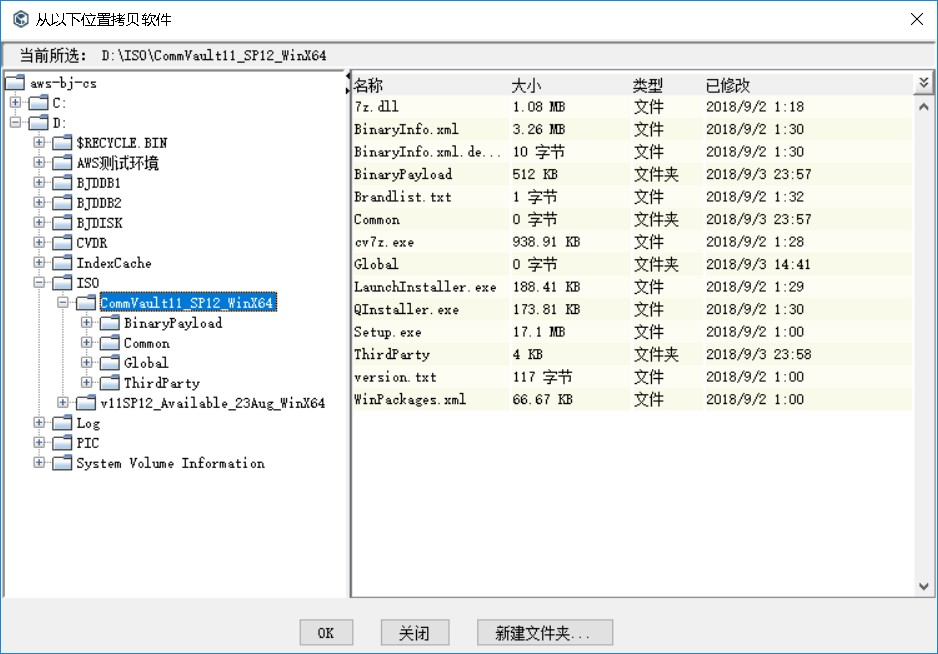 从以下位置拷贝软件
当前所选: D:\ISO\CommVault11_SP12_WinX64
aws-bj-cs
C:
D:
$RECYCLE.BIN
AWS测试环境
BJDDB1
BJDDB2
BJDISK
CVDR
IndexCache
ISO
CommVault11_SP12_WinX64
BinaryPayload
Common
Global
ThirdParty
v11SP12_Available_23Aug_WinX64
Log
PIC
System Volume Information
名称 大小 类型 已修改
7z.dll 1.08 MB 文件 2018/9/2 1:18
BinaryInfo.xml 3.26 MB 文件 2018/9/2 1:30
BinaryInfo.xml.de... 10 字节 文件 2018/9/2 1:30
BinaryPayload 512 KB 文件夹 2018/9/3 23:57
Brandlist.txt 1 字节 文件 2018/9/2 1:32
Common 0 字节 文件夹 2018/9/3 23:57
cv7z.exe 938.91 KB 文件 2018/9/2 1:28
Global 0 字节 文件夹 2018/9/3 14:41
LaunchInstaller.exe 188.41 KB 文件 2018/9/2 1:29
QInstaller.exe 173.81 KB 文件 2018/9/2 1:30
Setup.exe 17.1 MB 文件 2018/9/2 1:00
ThirdParty 4 KB 文件夹 2018/9/3 23:58
version.txt 117 字节 文件 2018/9/2 1:00
WinPackages.xml 66.67 KB 文件 2018/9/2 1:00
OK 关闭 新建文件夹...